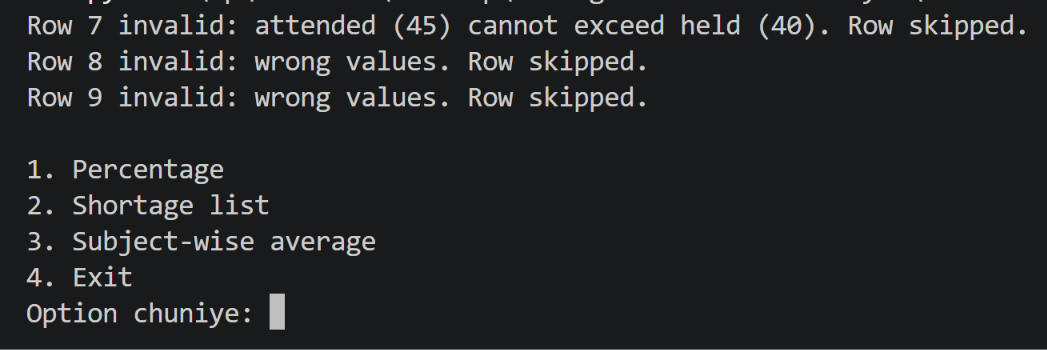 Row 7 invalid: attended (45) cannot exceed held (40). Row skipped.
Row 8 invalid: wrong values. Row skipped.
Row 9 invalid: wrong values. Row skipped.
1. Percentage
2. Shortage list
3. Subject-wise average
4. Exit
Option chuniye: